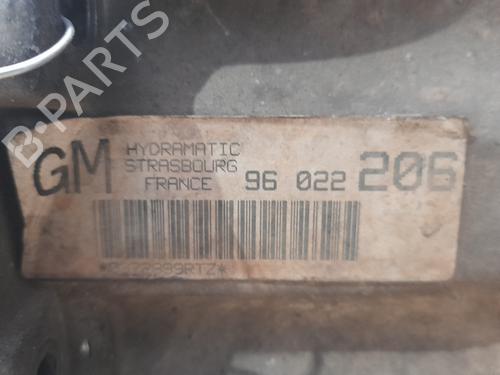 B-PARTS
GM HYDRAMATIC
STRASBOURG
FRANCE 96 022 206